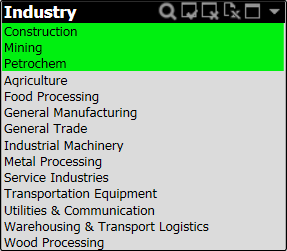 Industry
Construction
Mining
Petrochem
Agriculture
Food Processing
General Manufacturing
General Trade
Industrial Machinery
Metal Processing
Service Industries
Transportation Equipment
Utilities & Communication
Warehousing & Transport Logistics
Wood Processing